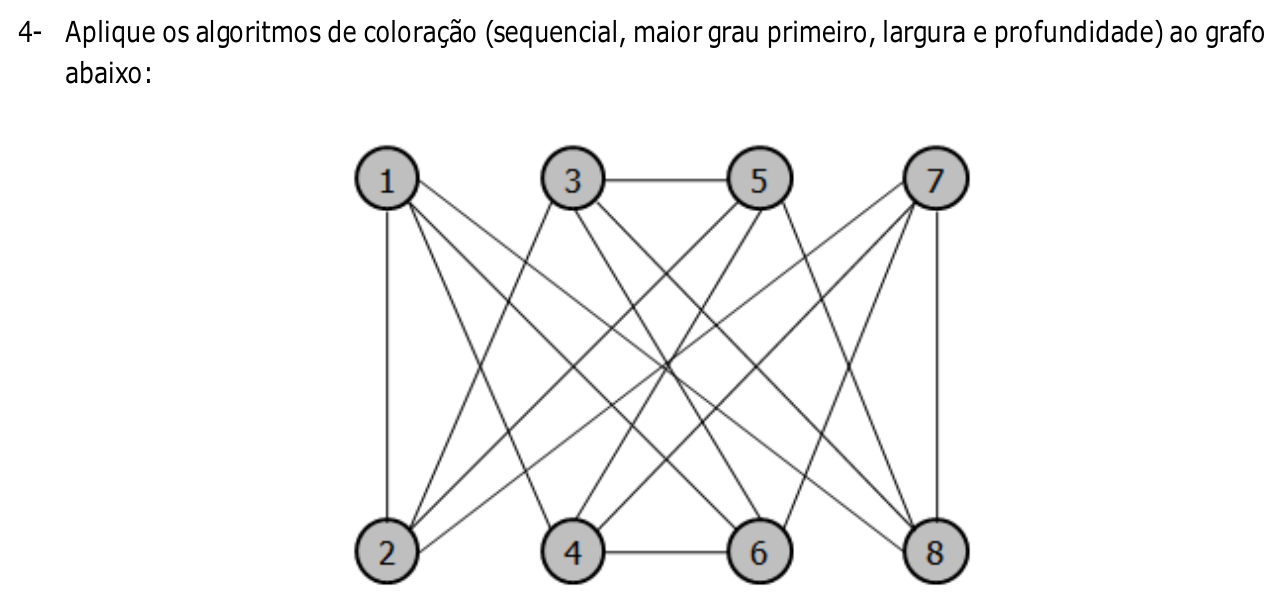 4- Aplique os algoritmos de coloração (sequencial, maior grau primeiro, largura e profundidade) ao grafo
abaixo:
1 3 5 7
2 4 6 8